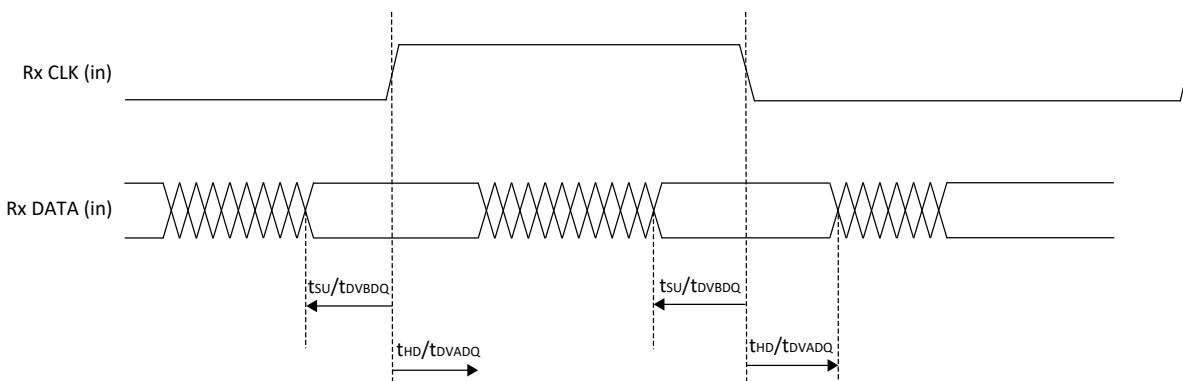 Rx CLK (in)
Rx DATA (in)
tSU/tDVBDQ
tSU/tDVBDQ
tHD/tDVADQ
tHD/tDVADQ